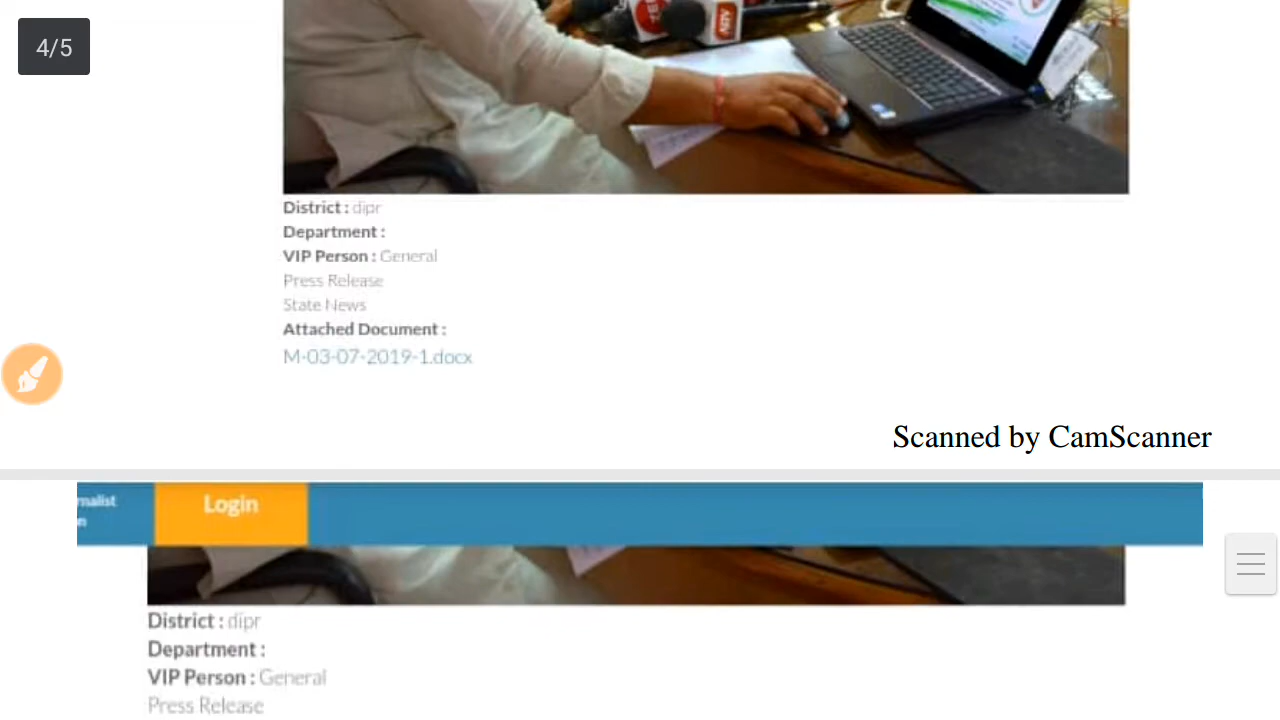 4/5
District : dipr
Department :
VIP Person : General
Press Release
State News
Attached Document :
M-03-07-2019-1.docx
Scanned by CamScanner
Login
District : dipr
Department :
VIP Person : General
Press Release